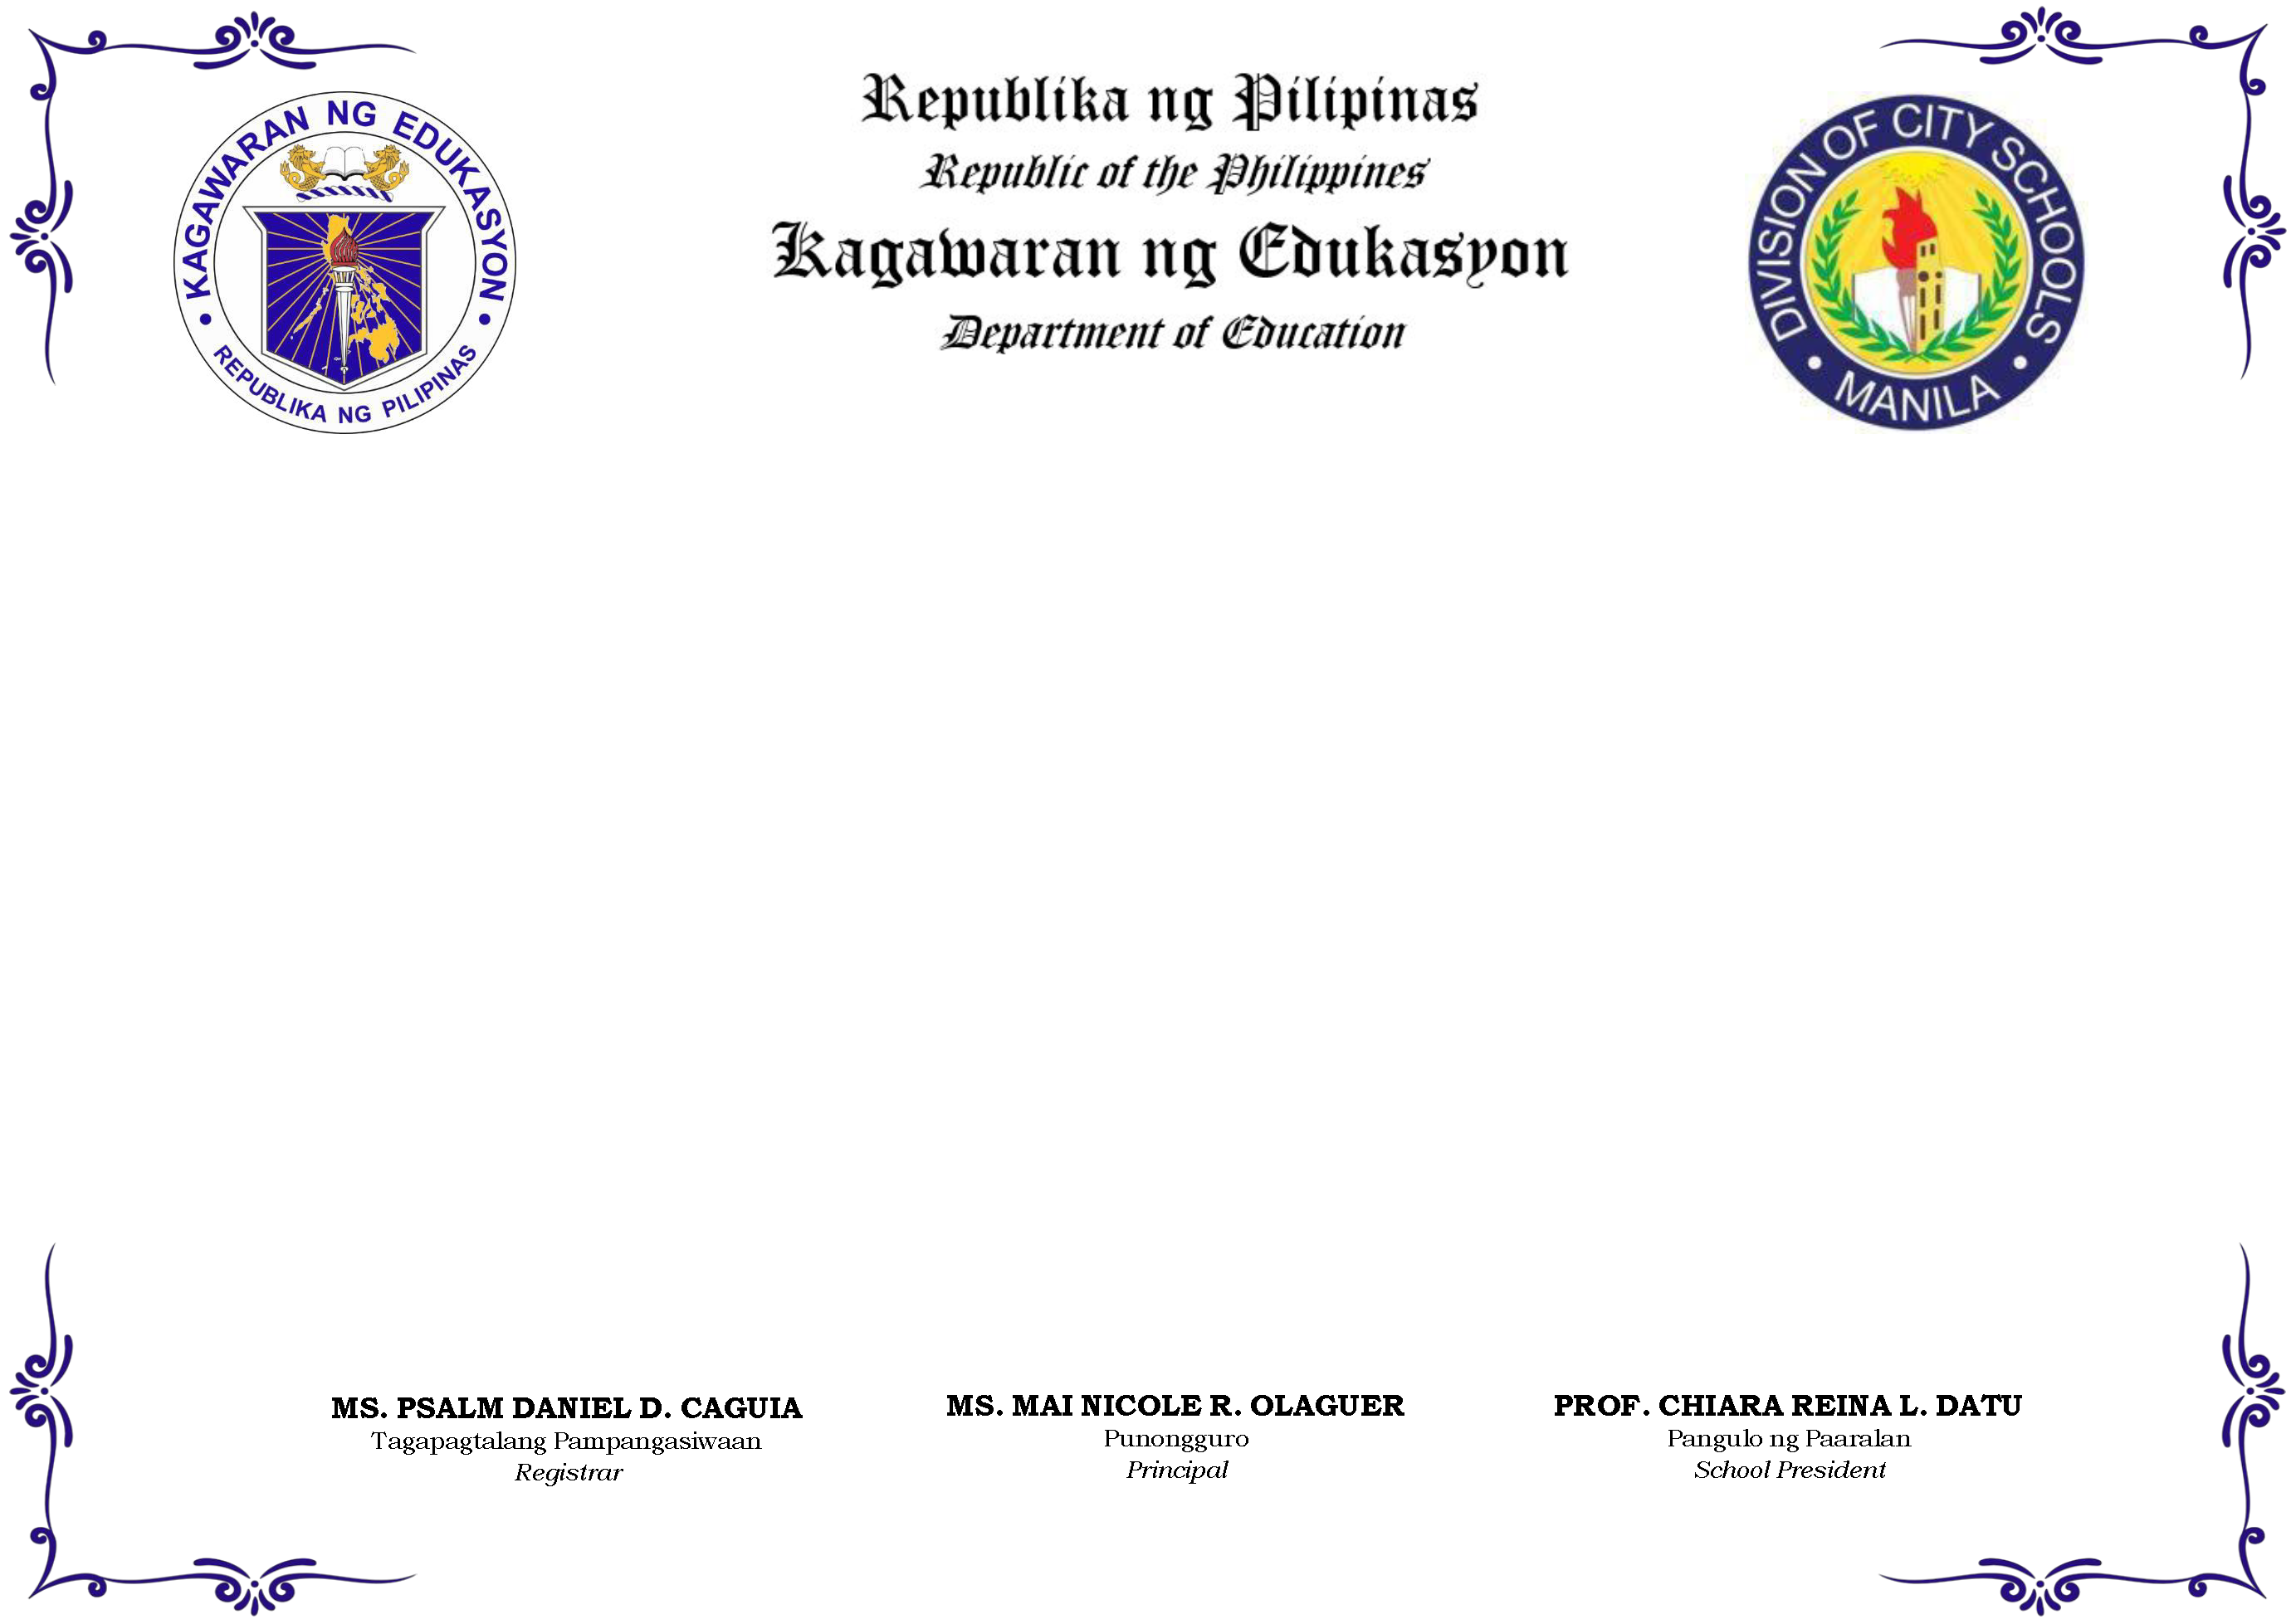 KAGAWARAN NG EDUKASYON
REPUBLIKA NG PILIPINAS
Republika ng Pilipinas
Republic of the Philippines
Kagawaran ng Edukasyon
Department of Education
DIVISION OF CITY SCHOOLS
MANILA
MS. PSALM DANIEL D. CAGUIA
Tagapagtalang Pampangasiwaan
Registrar
MS. MAI NICOLE R. OLAGUER
Punongguro
Principal
PROF. CHIARA REINA L. DATU
Pangulo ng Paaralan
School President